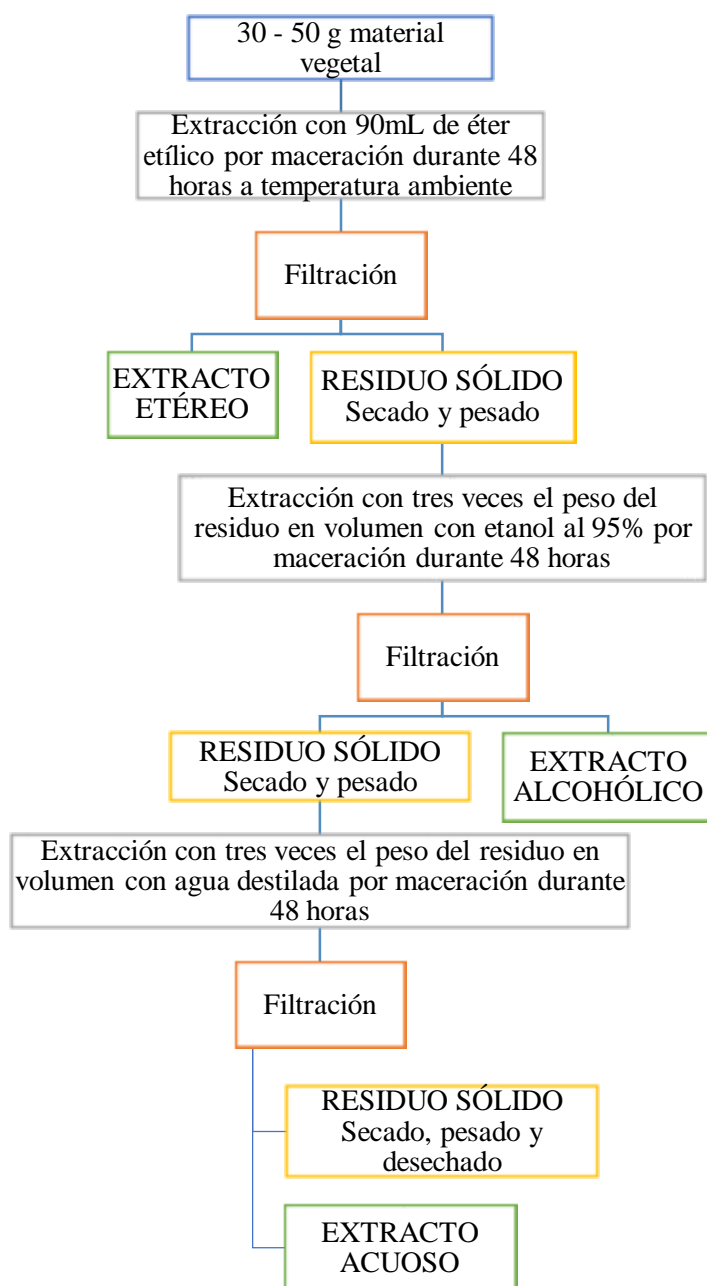 30 - 50 g material
vegetal
Extracción con 90mL de éter
etílico por maceración durante 48
horas a temperatura ambiente
Filtración
EXTRACTO
ETÉREO
RESIDUO SÓLIDO
Secado y pesado
Extracción con tres veces el peso del
residuo en volumen con etanol al 95% por
maceración durante 48 horas
Filtración
RESIDUO SÓLIDO
Secado y pesado
EXTRACTO
ALCOHÓLICO
Extracción con tres veces el peso del residuo en
volumen con agua destilada por maceración durante
48 horas
Filtración
RESIDUO SÓLIDO
Secado, pesado y
desechado
EXTRACTO
ACUOSO